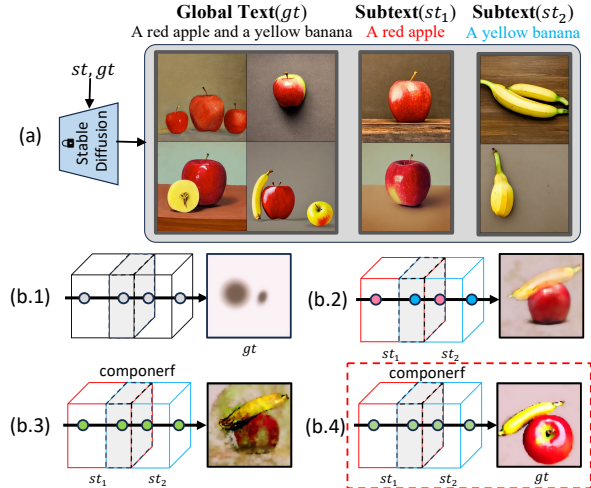 Global Text(gt)
A red apple and a yellow banana
Subtext(st₁)
A red apple
Subtext(st₂)
A yellow banana
st, gt
(a)
Stable
Diffusion
(b.1)
gt
(b.2)
st₁ st₂
(b.3)
componerf
st₁ st₂
(b.4)
componerf
st₁ st₂
gt